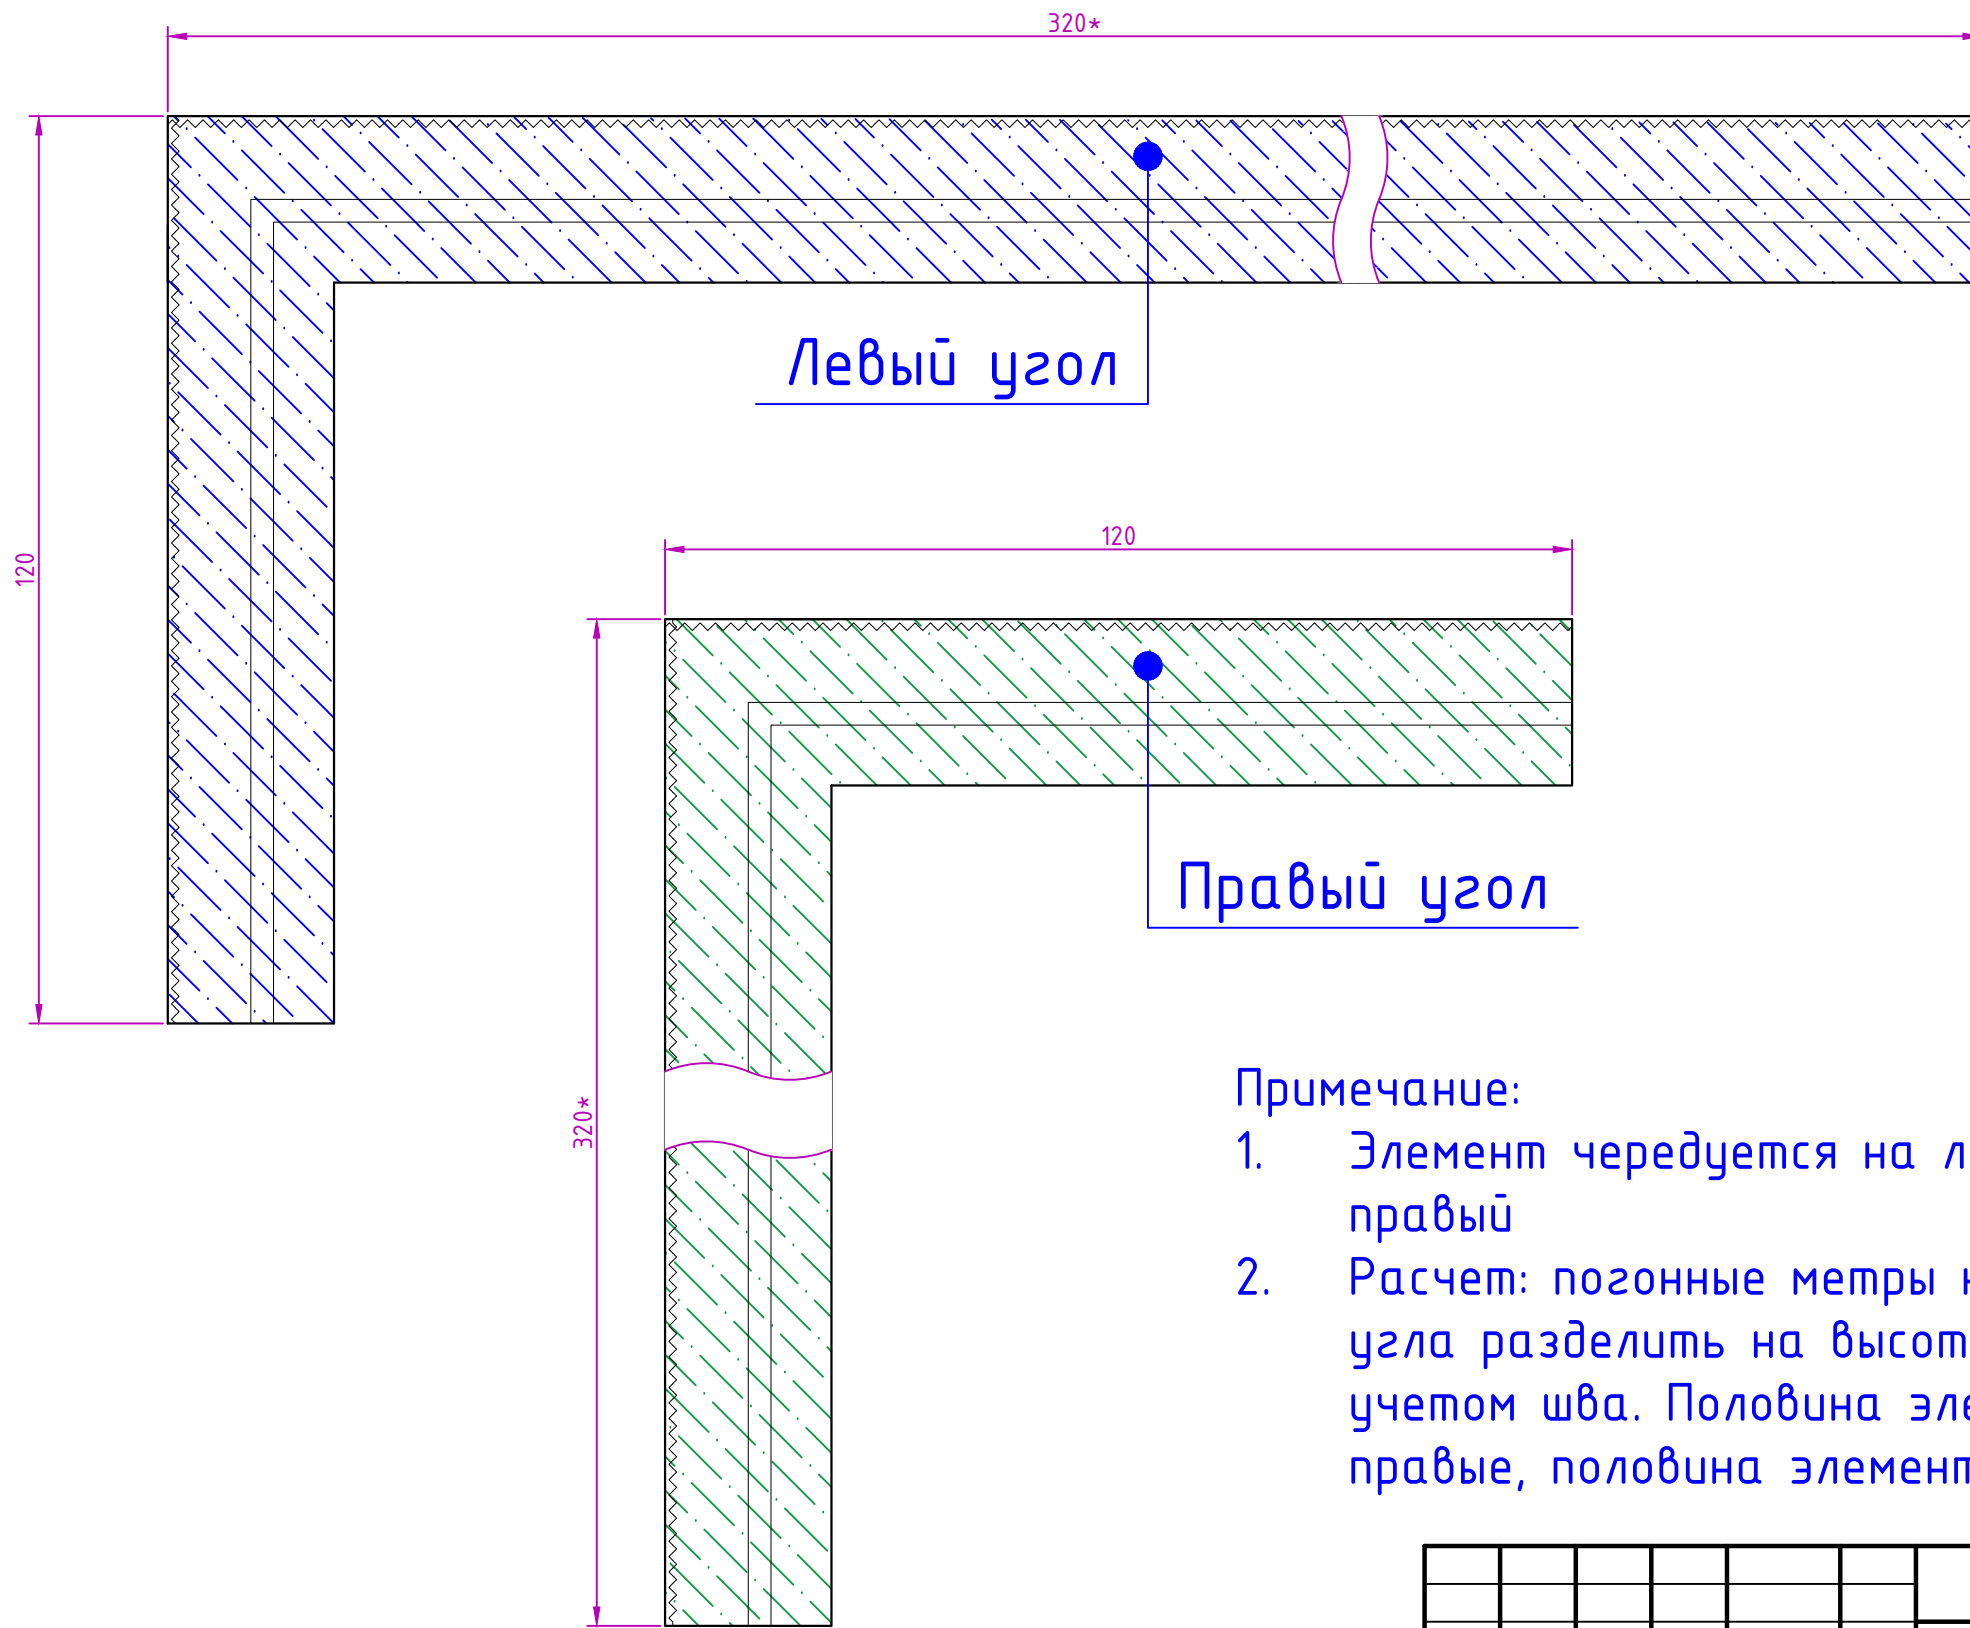 320*
120
Левый угол
120
320*
Правый угол
Примечание:
1. Элемент чередуется на
правый
2. Расчет: погонные метры
угла разделить на
учетом шва. Половина
правые, половина